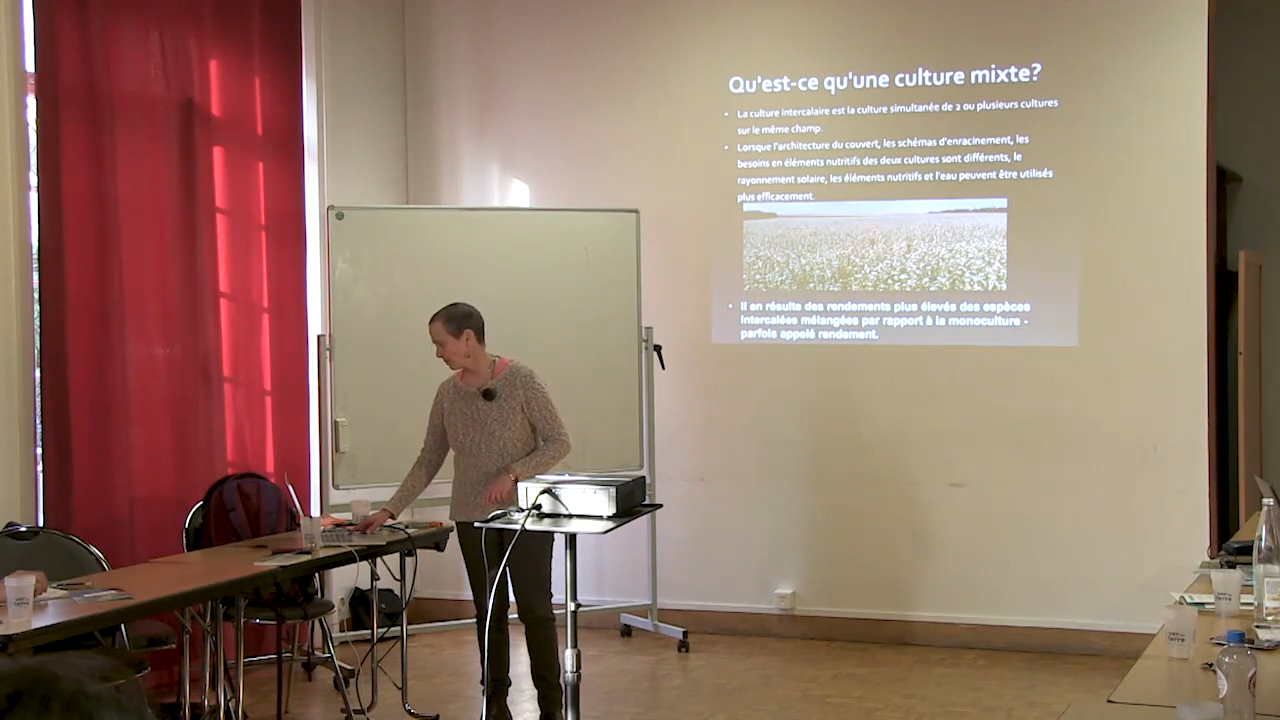 Qu'est-ce qu'une culture mixte?
• La culture intercalaire est la culture simultanée de 2 ou plusieurs cultures
sur le même champ.
• Lorsque l'architecture du couvert, les schémas d'enracinement, les
besoins en éléments nutritifs des deux cultures sont différents, le
rayonnement solaire, les éléments nutritifs et l'eau peuvent être utilisés
plus efficacement.
• Il en résulte des rendements plus élevés des espèces
intercalées mélangées par rapport à la monoculture -
parfois appelé rendement.